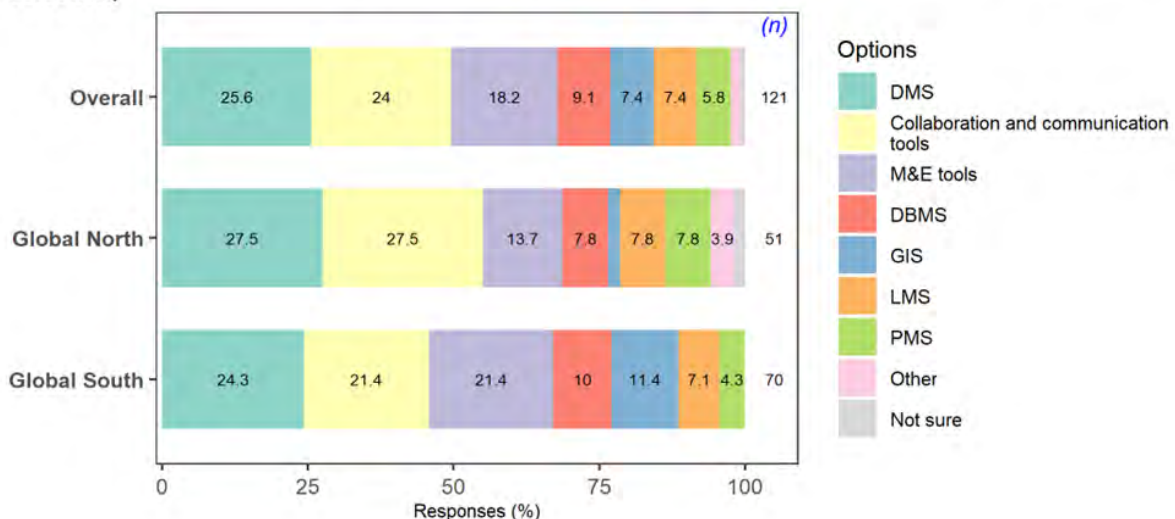 (n)
Overall
25.6
24
18.2
9.1
7.4
7.4
5.8
121
Global North
27.5
27.5
13.7
7.8
7.8
7.8
3.9
51
Global South
24.3
21.4
21.4
10
11.4
7.1
4.3
70
0
25
50
75
100
Responses (%)
Options
DMS
Collaboration and communication
tools
M&E tools
DBMS
GIS
LMS
PMS
Other
Not sure